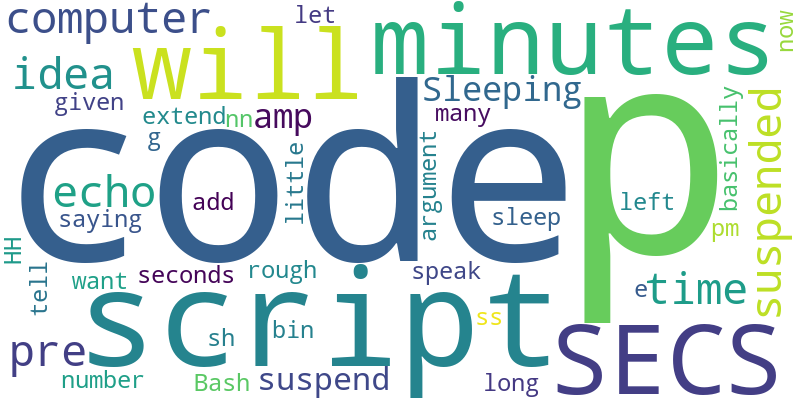 computer
let
minutes
now
will
idea
Sleeping
given
extend
nn
amp
many
suspended
g
code
p
basically
argument
little
echo
add
left
saying
sleep
pm
HH
tell
want
seconds
rough
speak
e
time
script
ss
sh
bin
SECS
pre
number
Bash
suspend
long